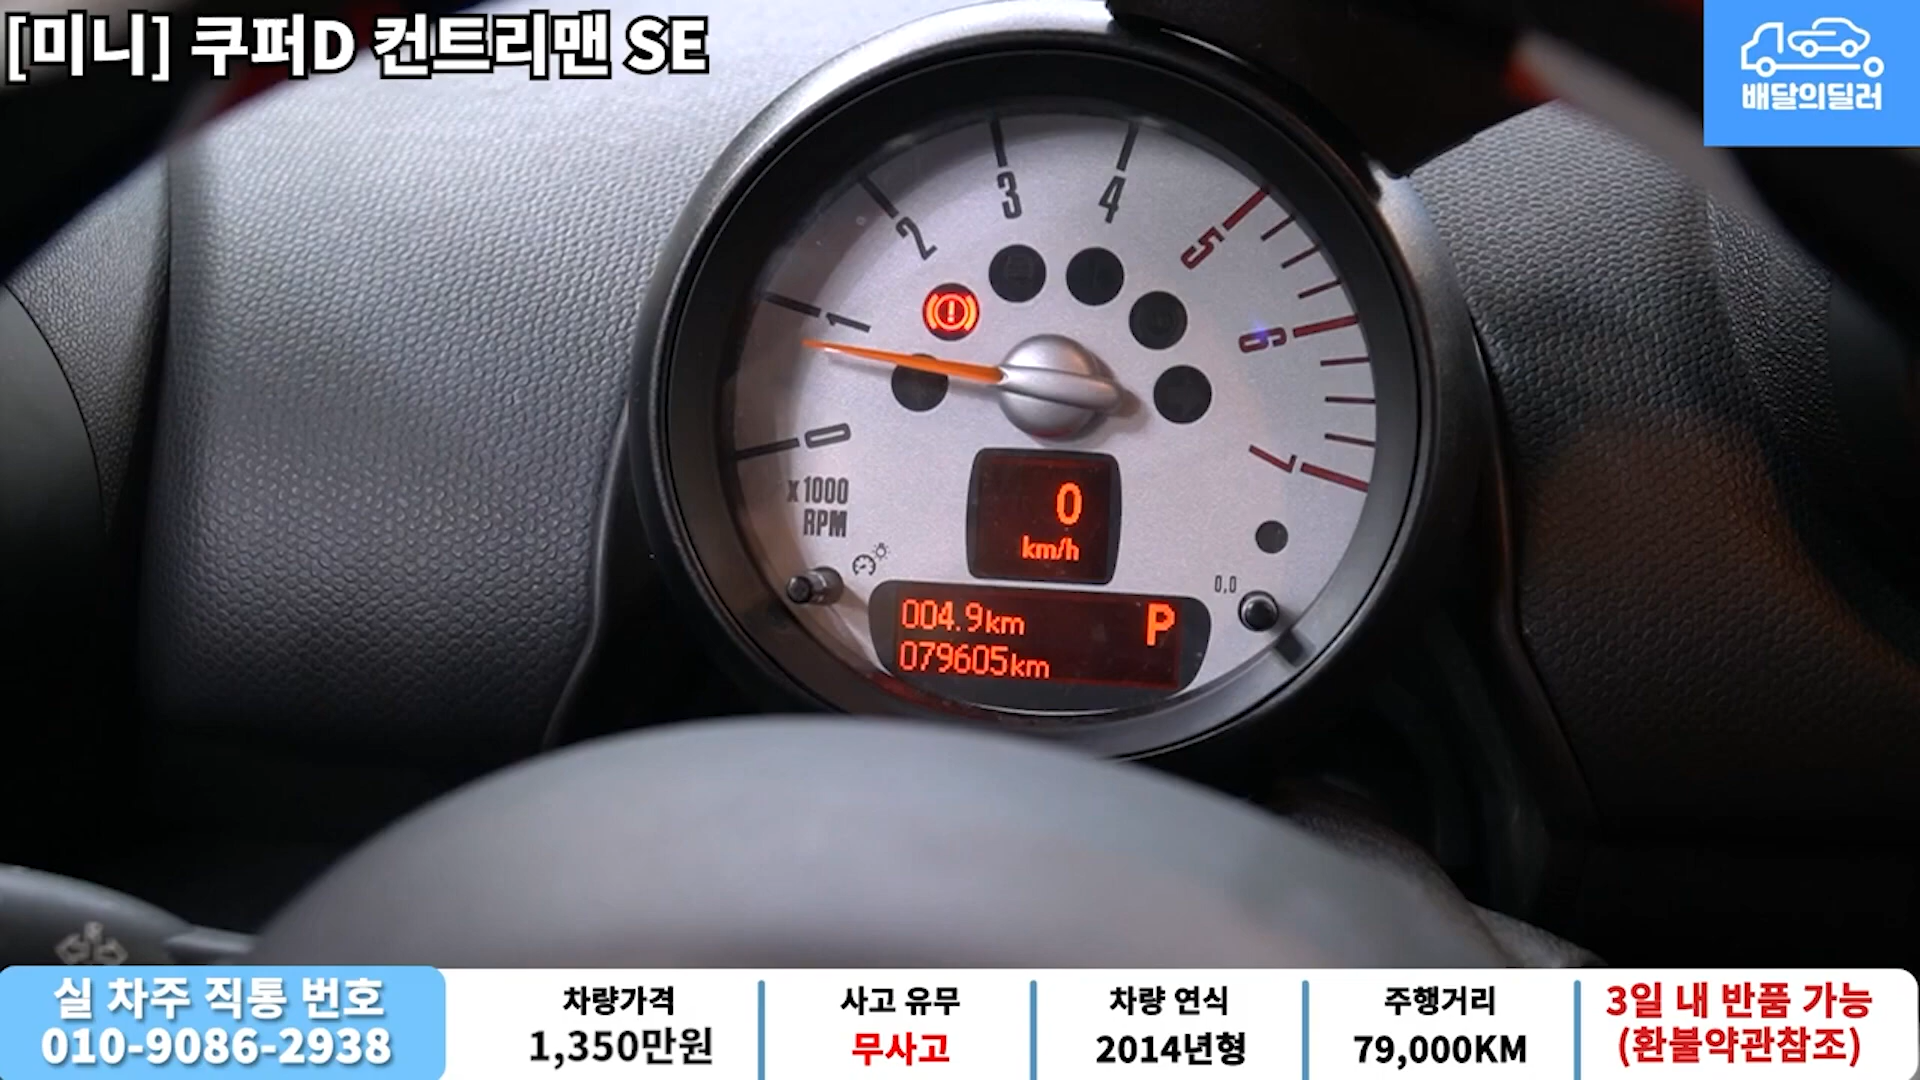 [미니] 쿠퍼D 컨트리맨 SE
배달의딜러
0
1
2
3
4
5
6
7
x 1000
RPM
0
km/h
0.0
004.9km
P
079605km
실 차주 직통 번호
010-9086-2938
차량가격
1,350만원
사고 유무
무사고
차량 연식
2014년형
주행거리
79,000KM
3일 내 반품 가능
(환불약관참조)